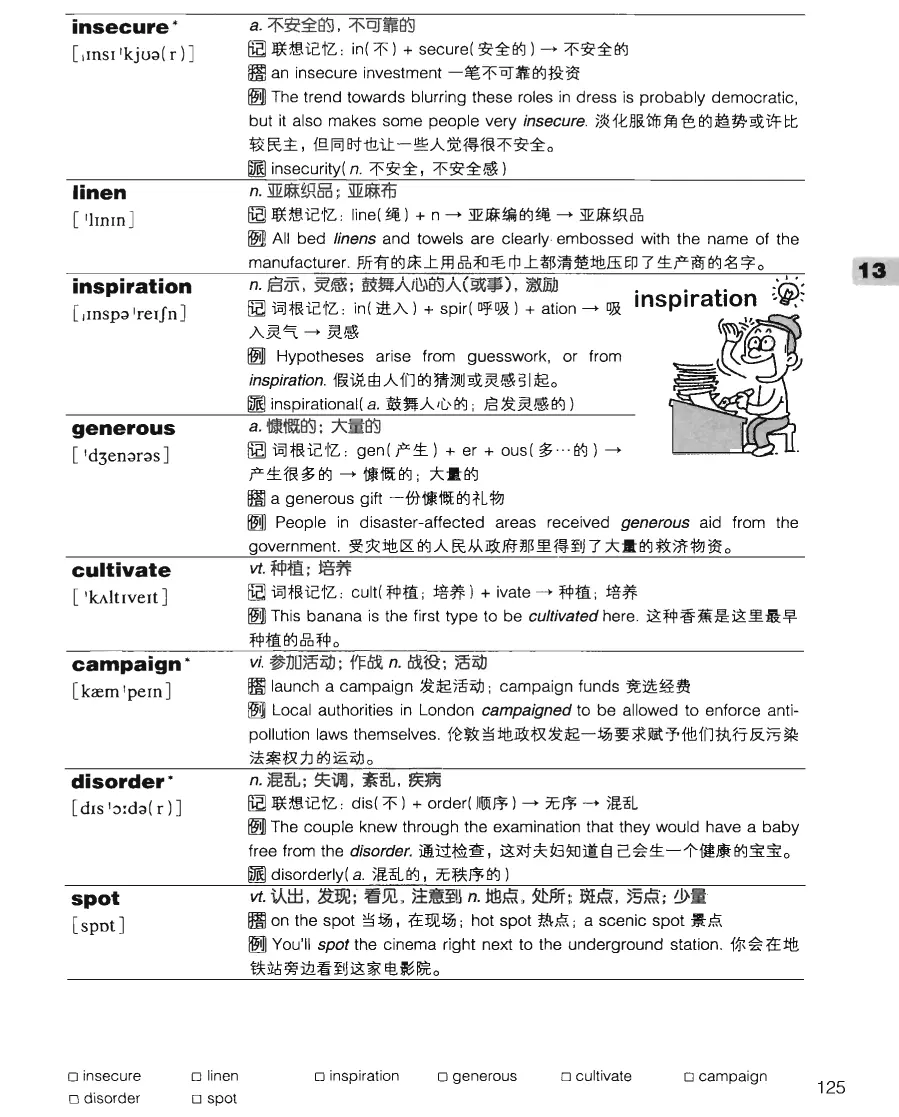 insecure* a. 不安全的，不可靠的
[ˌɪnsɪˈkjʊə(r)] 记 联想记忆：in(不) + secure(安全的) → 不安全的
搭 an insecure investment 一笔不可靠的投资
例 The trend towards blurring these roles in dress is probably democratic,
but it also makes some people very insecure. 淡化服饰角色的趋势或许比
较民主，但同时也让一些人觉得很不安全。
派 insecurity(n. 不安全，不安全感)
linen n. 亚麻织品；亚麻布
[ˈlɪnɪn] 记 联想记忆：line(绳) + n → 亚麻编的绳 → 亚麻织品
例 All bed linens and towels are clearly embossed with the name of the
manufacturer. 所有的床上用品和毛巾上都清楚地压印了生产商的名字。
13
inspiration n. 启示，灵感；鼓舞人心的人(或事)，激励
[ˌɪnspəˈreɪʃn] 记 词根记忆：in(进入) + spir(呼吸) + ation → 吸
入灵气 → 灵感
例 Hypotheses arise from guesswork, or from
inspiration. 假说由人们的猜测或灵感引起。
派 inspirational(a. 鼓舞人心的；启发灵感的)
inspiration
generous a. 慷慨的；大量的
[ˈdʒenərəs] 记 词根记忆：gen(产生) + er + ous(多…的) →
产生很多的 → 慷慨的；大量的
搭 a generous gift 一份慷慨的礼物
例 People in disaster-affected areas received generous aid from the
government. 受灾地区的人民从政府那里得到了大量的救济物资。
cultivate vt. 种植；培养
[ˈkʌltɪveɪt] 记 词根记忆：cult(种植；培养) + ivate → 种植；培养
例 This banana is the first type to be cultivated here. 这种香蕉是这里最早
种植的品种。
campaign* vi. 参加活动；作战 n. 战役；活动
[kæmˈpeɪn] 搭 launch a campaign 发起活动；campaign funds 竞选经费
例 Local authorities in London campaigned to be allowed to enforce anti-
pollution laws themselves. 伦敦当地政权发起一场要求赋予他们执行反污染
法案权力的运动。
disorder* n. 混乱；失调，紊乱，疾病
[dɪsˈɔːdə(r)] 记 联想记忆：dis(不) + order(顺序) → 无序 → 混乱
例 The couple knew through the examination that they would have a baby
free from the disorder. 通过检查，这对夫妇知道自己会生一个健康的宝宝。
派 disorderly(a. 混乱的，无秩序的)
spot vt. 认出，发现；看见，注意到 n. 地点，处所；斑点，污点；少量
[spɒt] 搭 on the spot 当场，在现场；hot spot 热点；a scenic spot 景点
例 You'll spot the cinema right next to the underground station. 你会在地
铁站旁边看到这家电影院。
□ insecure □ linen □ inspiration □ generous □ cultivate □ campaign
□ disorder □ spot
125